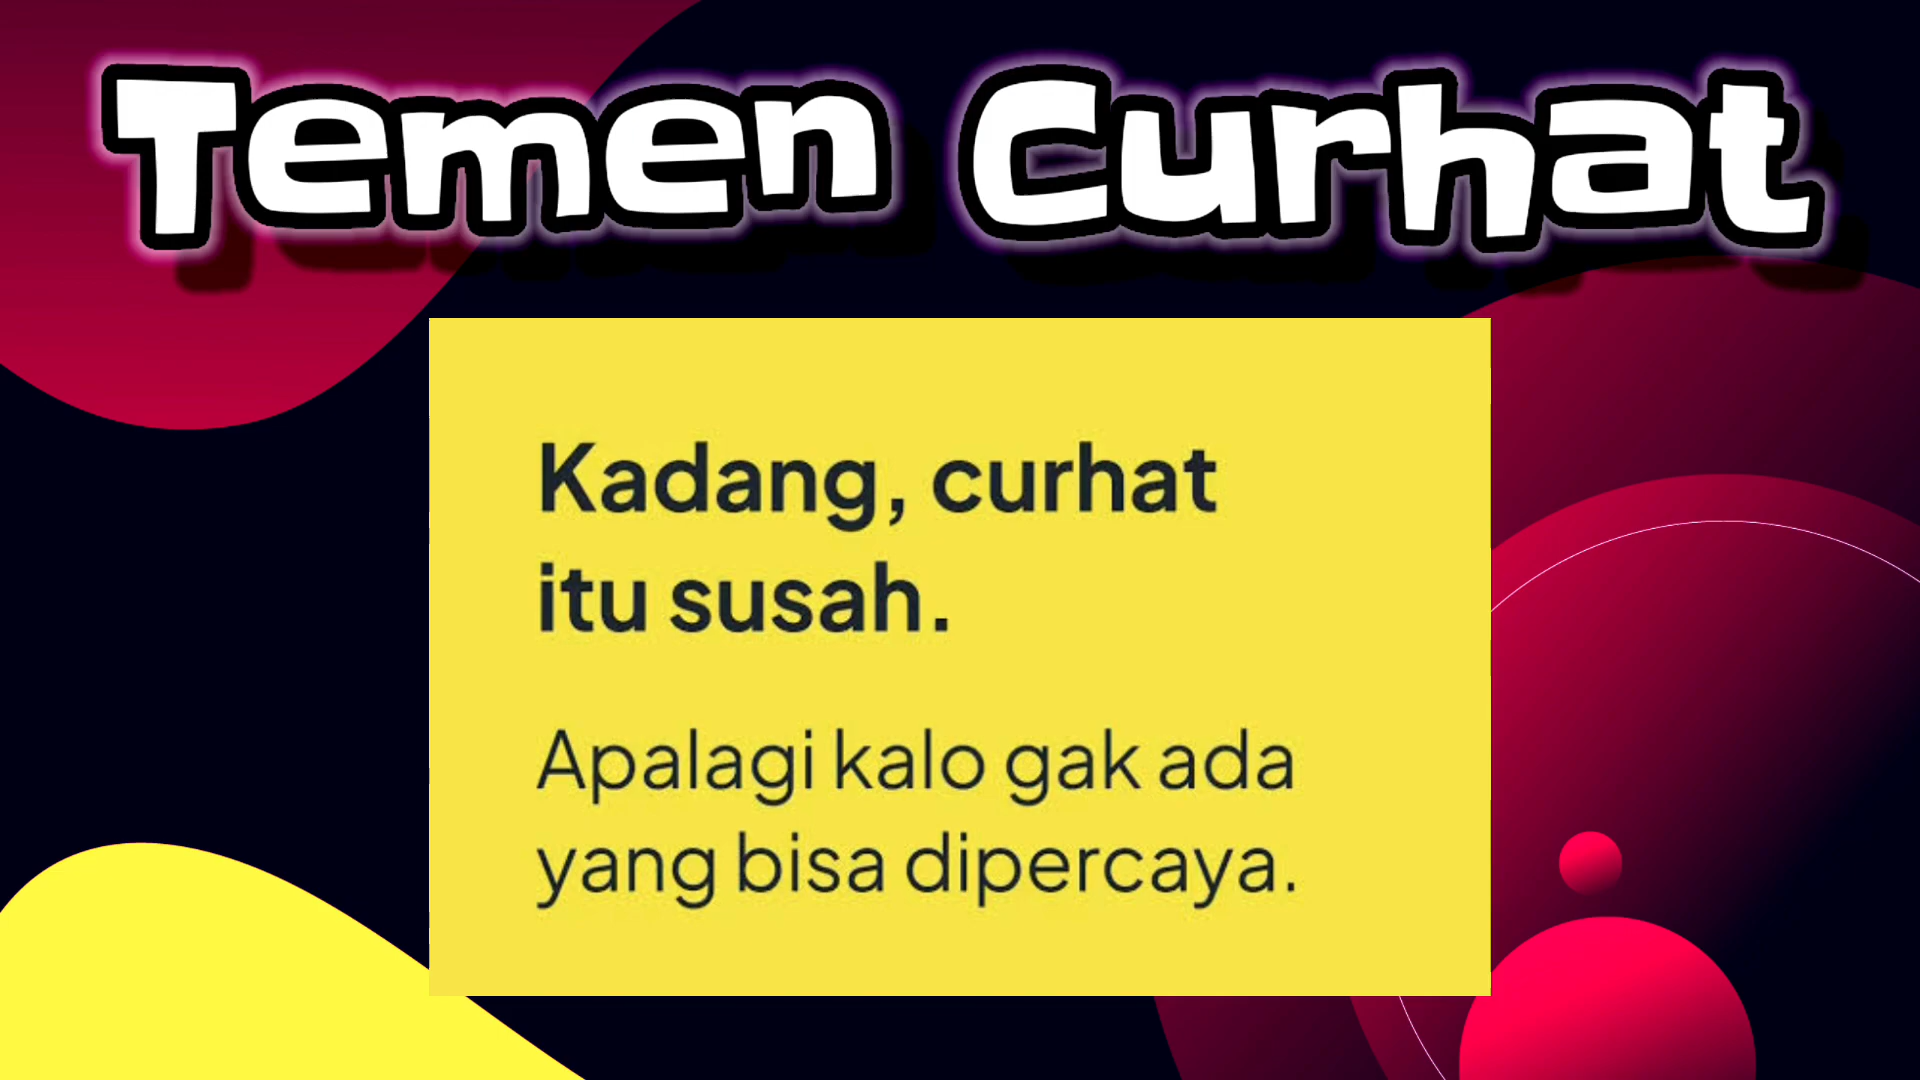 Temen Curhat
Kadang, curhat
itu susah.
Apalagi kalo gak ada
yang bisa dipercaya.